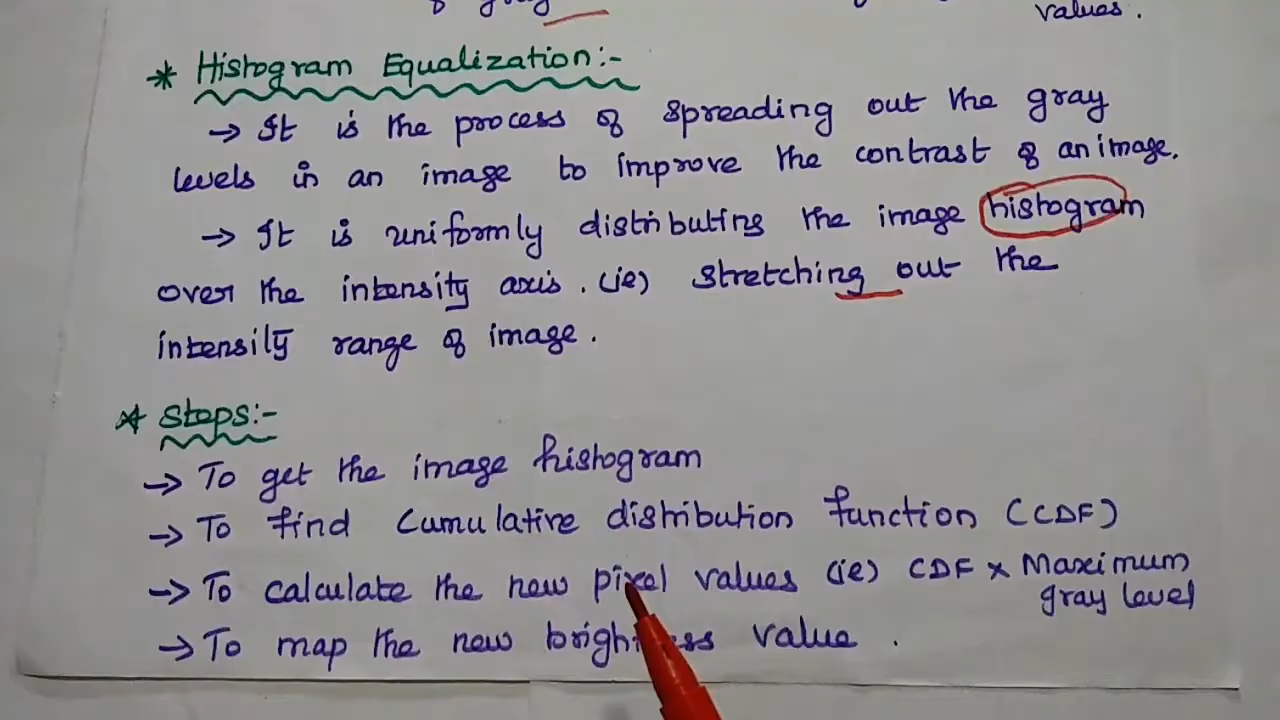 values.
* Histogram Equalization:-
→ It is the process of spreading out the gray
levels in an image to improve the contrast of an image.
→ It is uniformly distributing the image histogram
over the intensity axis. (ie) stretching out the
intensity range of image.
* Steps:-
→ To get the image histogram
→ To find Cumulative distribution function (CDF)
→ To calculate the new pixel values (ie) CDF x Maximum
gray level
→ To map the new brightness value.